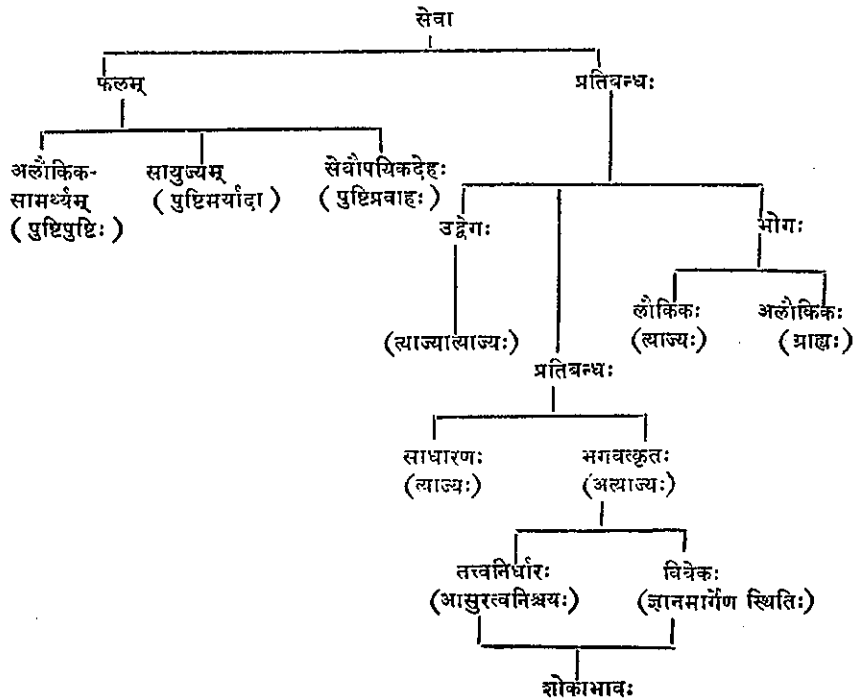 सेवा
फलम्
प्रतिबन्धः
अलौकिक-
सामर्थ्यम्
(पुष्टिपुष्टिः)
सायुज्यम्
(पुष्टिमर्यादा)
सेवौपयिकदेहः
(पुष्टिप्रवाहः)
उद्वेगः
(त्याज्यात्याज्यः)
भोगः
लौकिकः
(त्याज्यः)
अलौकिकः
(ग्राह्यः)
प्रतिबन्धः
साधारणः
(त्याज्यः)
भगवत्कृतः
(अत्याज्यः)
तत्त्वनिर्धारः
(आसुरत्वनिश्चयः)
विवेकः
(ज्ञानमार्गेण स्थितिः)
शोकाभावः